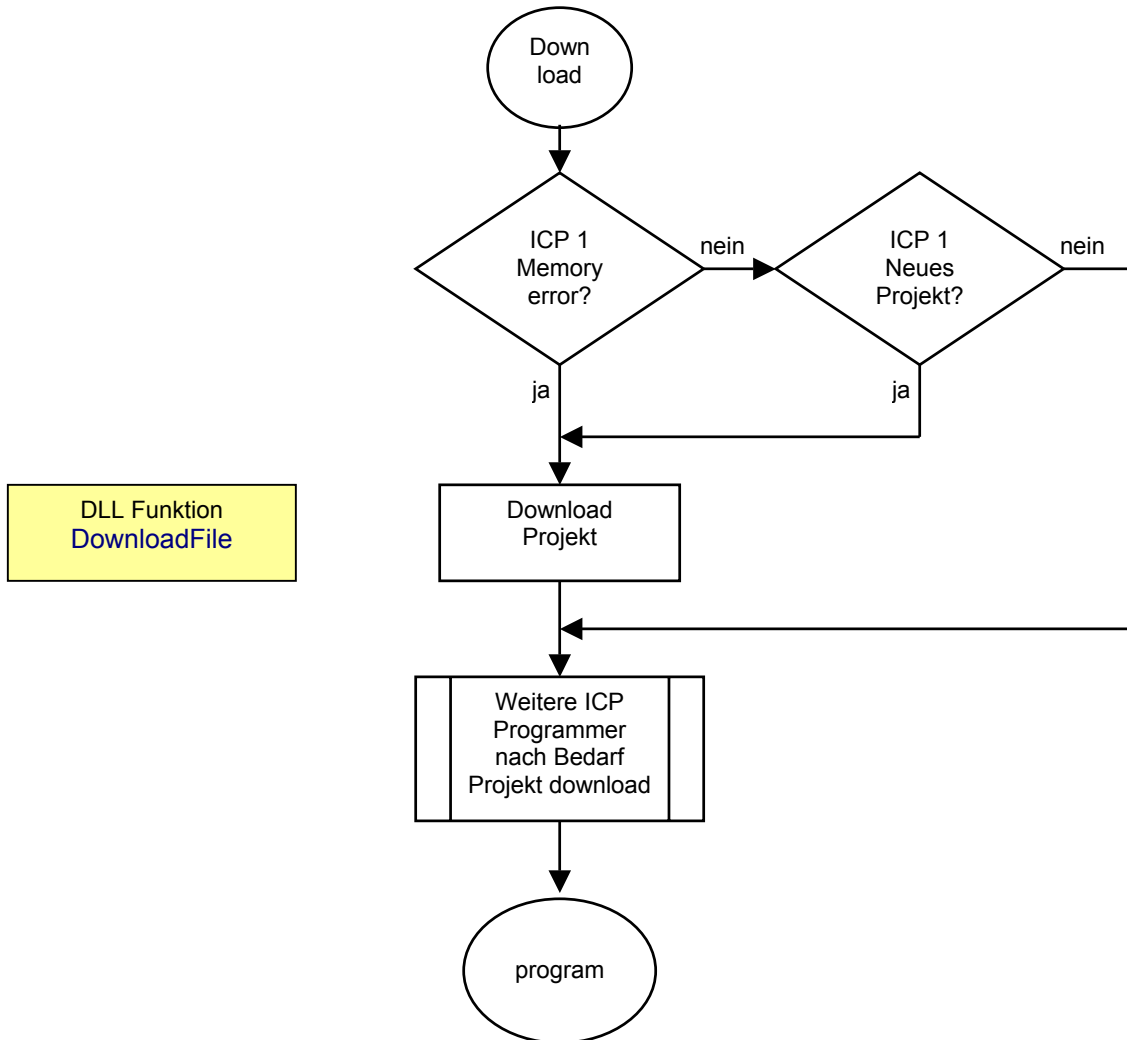 Down
load
ICP 1
Memory
error?
nein
ICP 1
Neues
Projekt?
nein
ja
ja
DLL Funktion
DownloadFile
Download
Projekt
Weitere ICP
Programmer
nach Bedarf
Projekt download
program